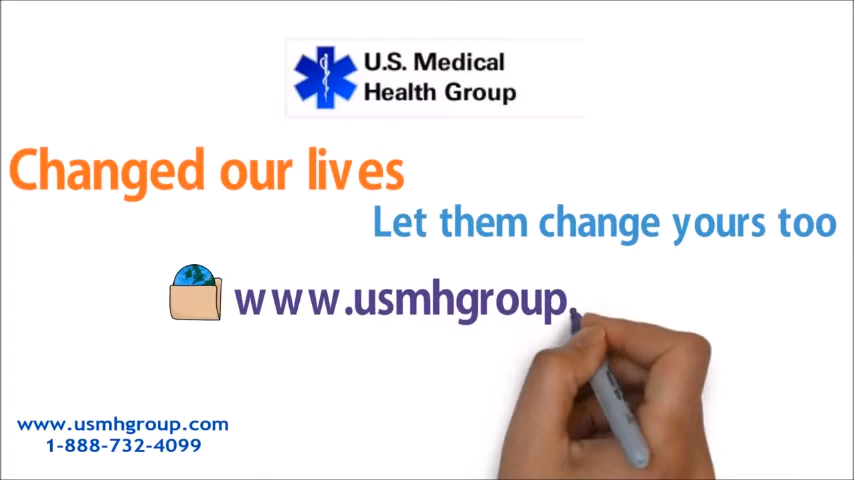 U.S. Medical
Health Group
Changed our lives
Let them change yours too
www.usmhgroup.
www.usmhgroup.com
1-888-732-4099